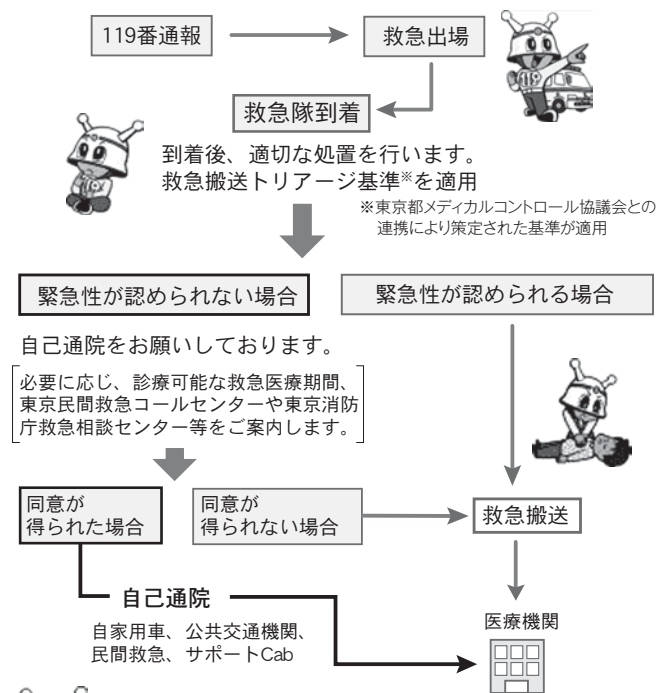 119番通報
救急出場
119
救急隊到着
到着後、適切な処置を行います。
救急搬送トリアージ基準※を適用
※東京都メディカルコントロール協議会との
連携により策定された基準が適用
緊急性が認められない場合
緊急性が認められる場合
自己通院をお願いしております。
必要に応じ、診療可能な救急医療期間、
東京民間救急コールセンターや東京消防
庁救急相談センター等をご案内します。
同意が
得られた場合
同意が
得られない場合
救急搬送
自己通院
自家用車、公共交通機関、
民間救急、サポートCab
医療機関